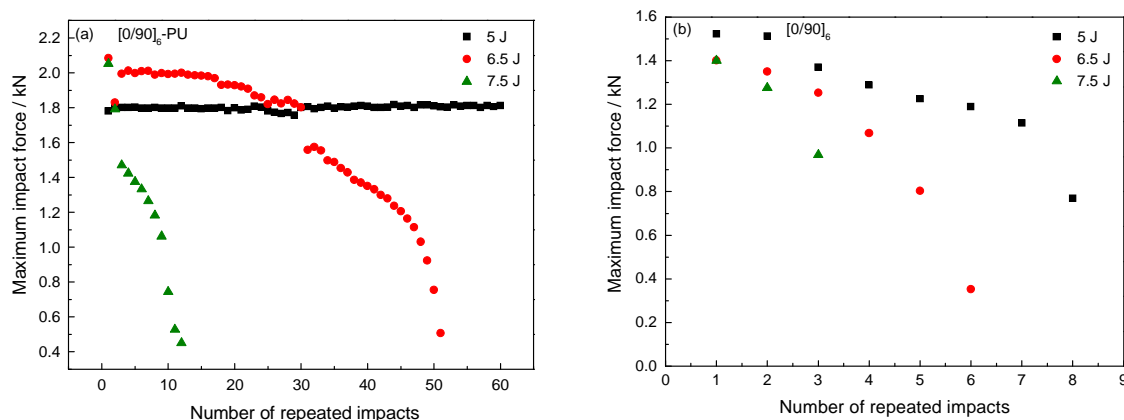 (a) [0/90]₆-PU
5 J
6.5 J
7.5 J
2.2
2.0
1.8
1.6
1.4
1.2
1.0
0.8
0.6
0.4
Maximum impact force / kN
0 10 20 30 40 50 60
Number of repeated impacts
(b) [0/90]₆
5 J
6.5 J
7.5 J
1.6
1.4
1.2
1.0
0.8
0.6
0.4
0.2
0.0
Maximum impact force / kN
0 1 2 3 4 5 6 7 8 9
Number of repeated impacts